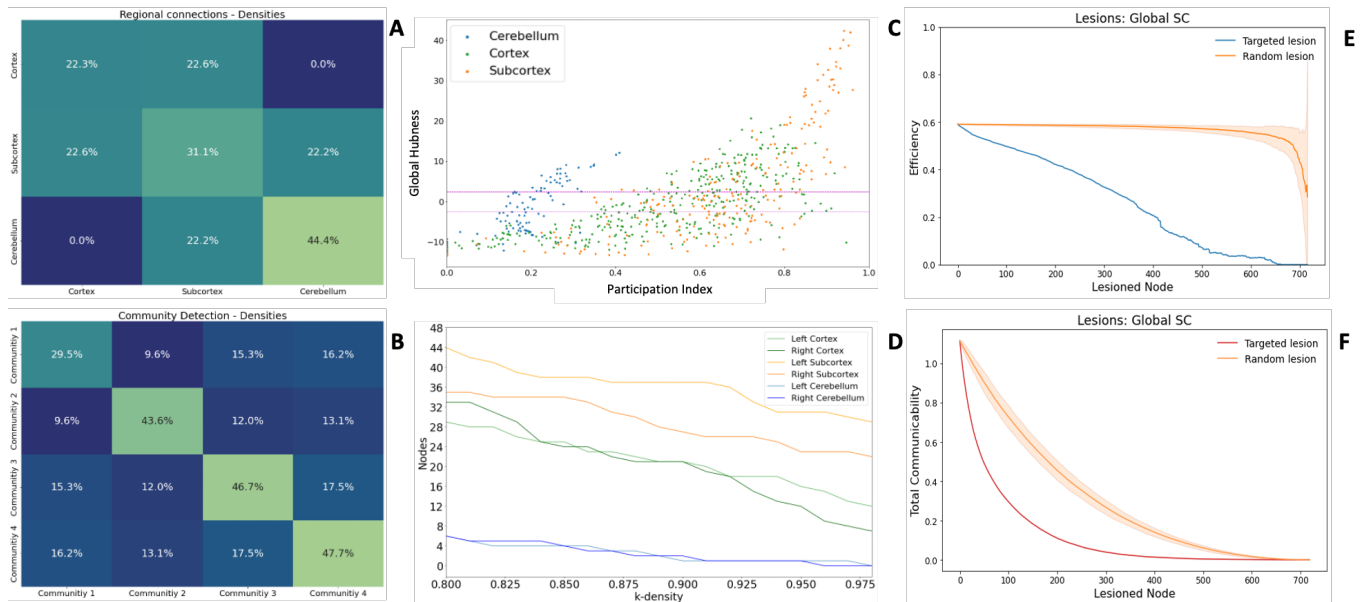 Regional connections - Densities
A
Cortex
22.3%
22.6%
0.0%
Subcortex
22.6%
31.1%
22.2%
Cerebellum
0.0%
22.2%
44.4%
Cortex
Subcortex
Cerebellum
Community Detection - Densities
B
Communitiy 1
29.5%
9.6%
15.3%
16.2%
Communitiy 2
9.6%
43.6%
12.0%
13.1%
Communitiy 3
15.3%
12.0%
46.7%
17.5%
Communitiy 4
16.2%
13.1%
17.5%
47.7%
Communitiy 1
Communitiy 2
Communitiy 3
Communitiy 4
C
Global Hubness
40
30
20
10
0
−10
Cerebellum
Cortex
Subcortex
0.0
0.2
0.4
0.6
0.8
1.0
Participation Index
D
Nodes
48
44
40
36
32
28
24
20
16
12
8
4
0
Left Cortex
Right Cortex
Left Subcortex
Right Subcortex
Left Cerebellum
Right Cerebellum
0.800
0.825
0.850
0.875
0.900
0.925
0.950
0.975
k-density
Lesions: Global SC
E
Efficiency
1.0
0.8
0.6
0.4
0.2
0.0
Targeted lesion
Random lesion
0
100
200
300
400
500
600
700
Lesioned Node
Lesions: Global SC
F
Total Communicability
1.0
0.8
0.6
0.4
0.2
0.0
Targeted lesion
Random lesion
0
100
200
300
400
500
600
700
Lesioned Node